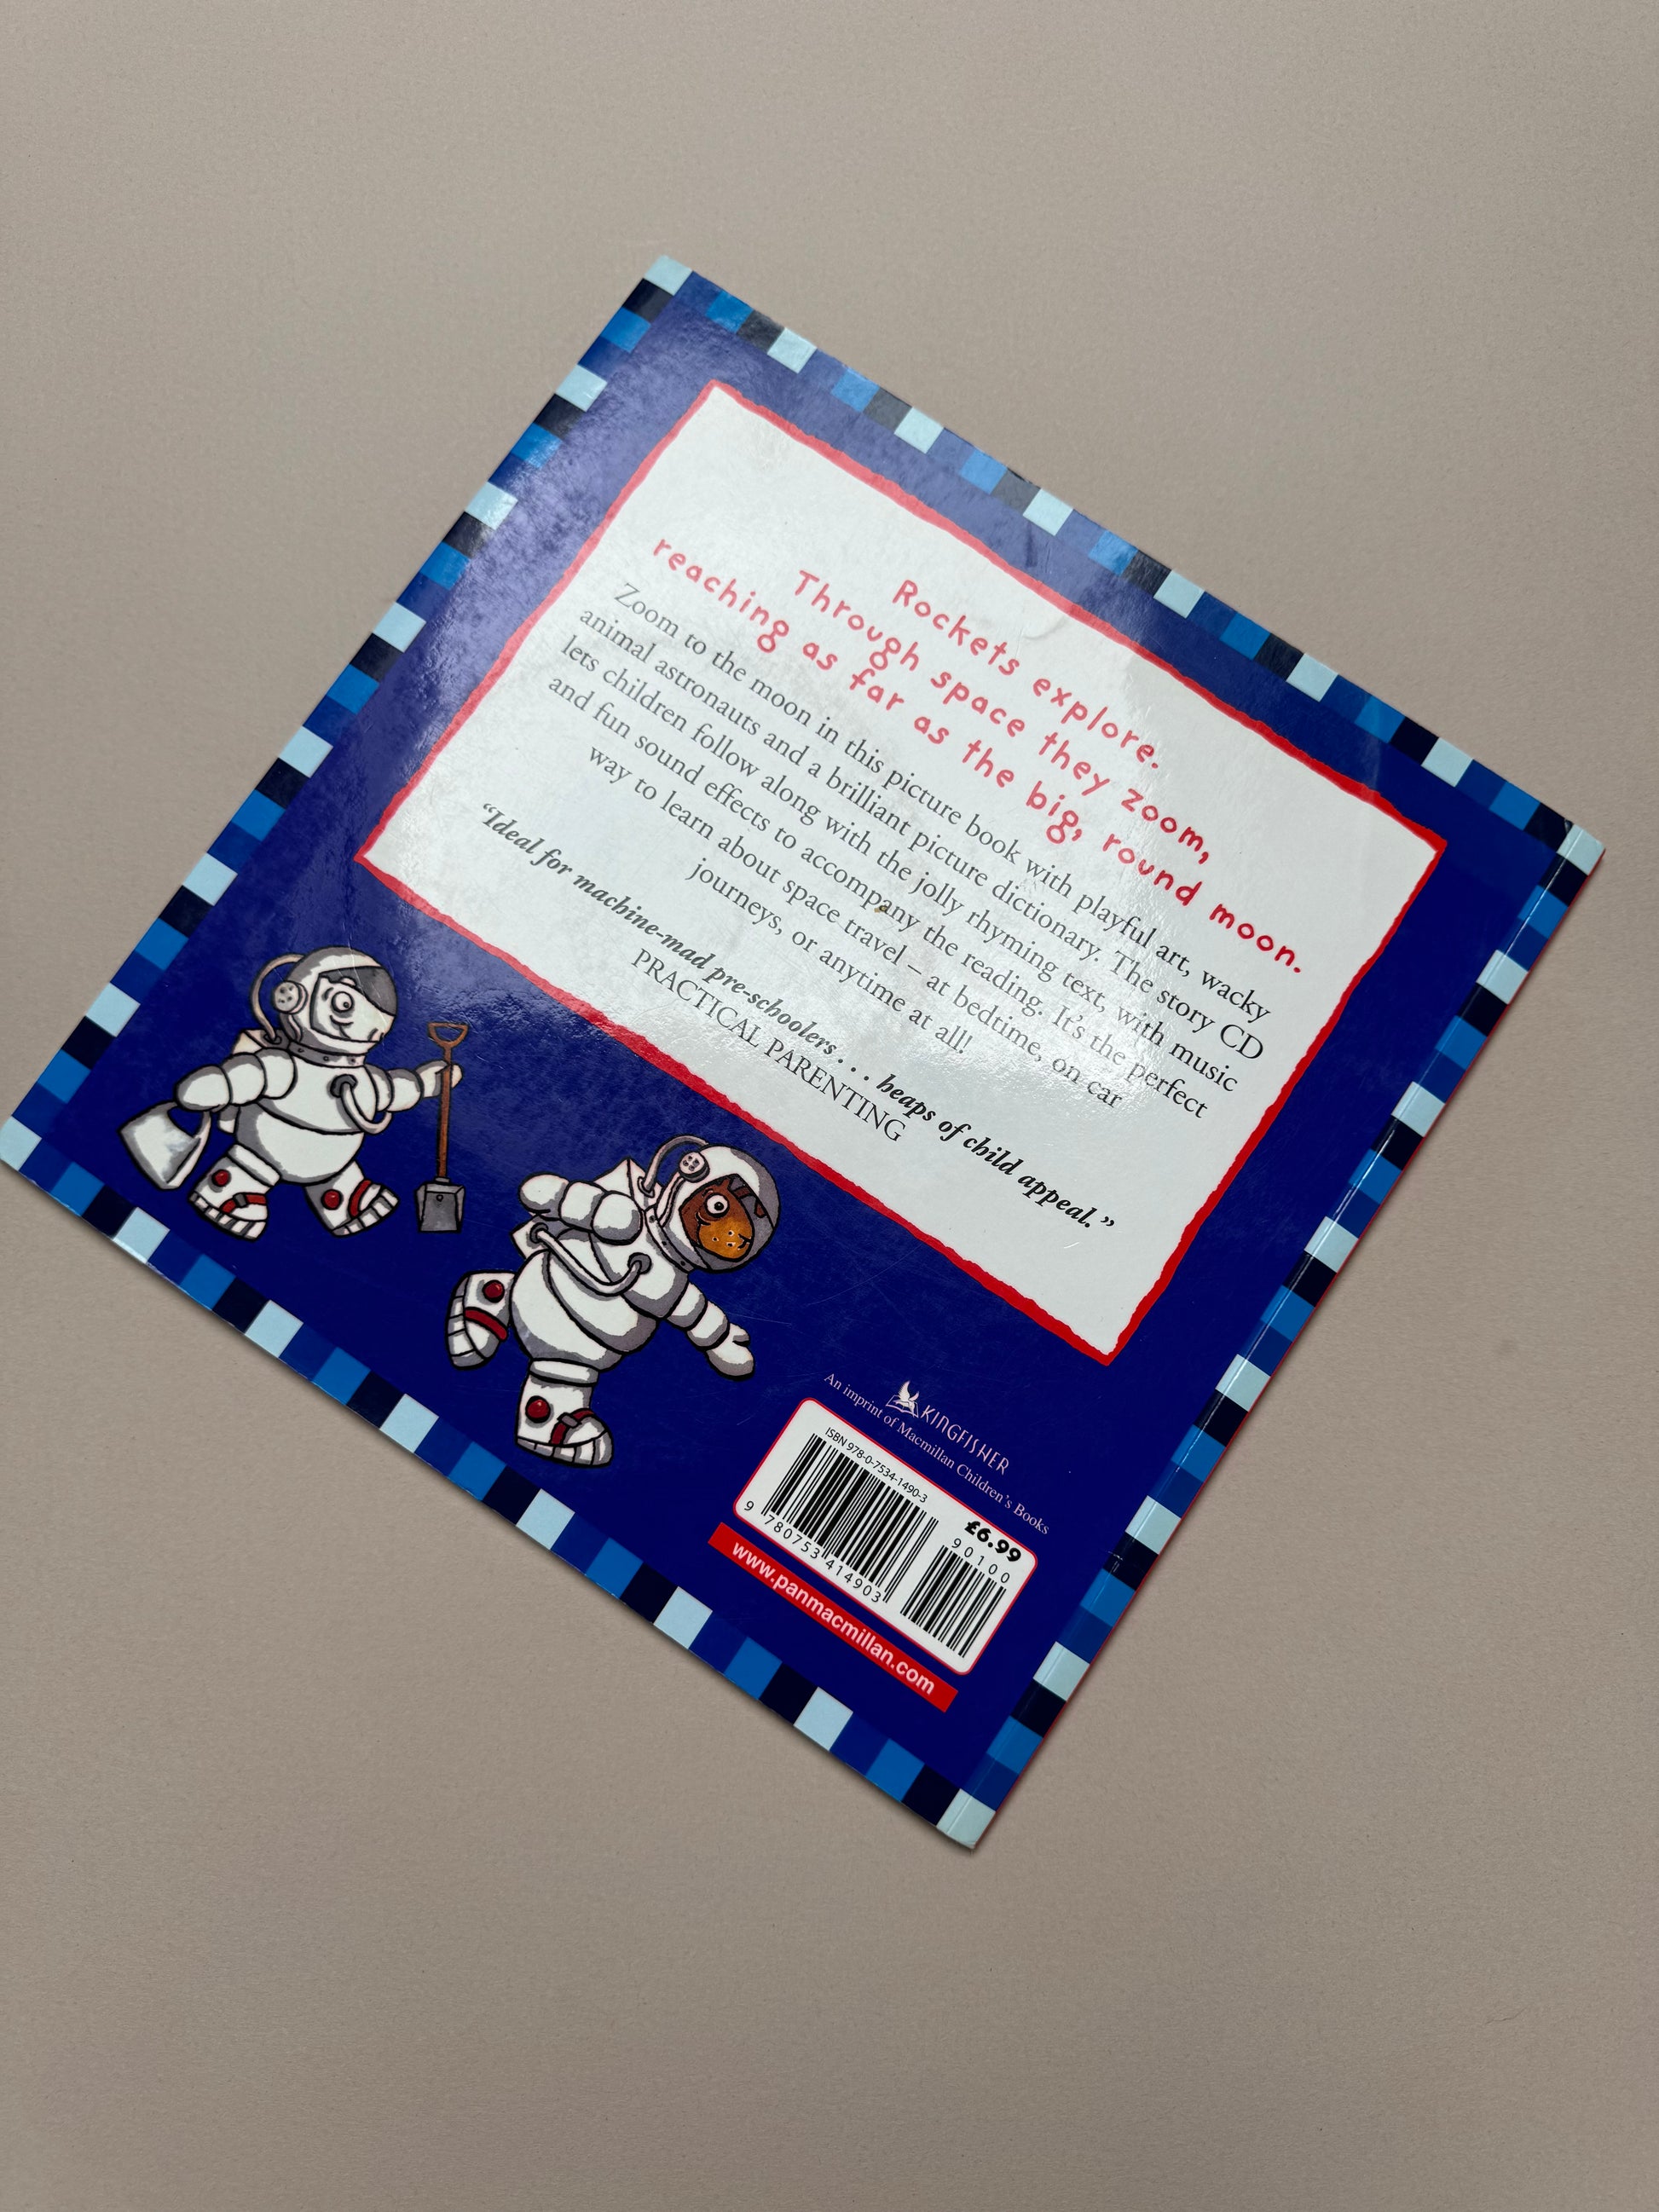 Rockets explore.
Through space they zoom,
reaching as far as the big, round moon.
Zoom to the moon in this picture book with playful art, wacky
animal astronauts and a brilliant picture dictionary. The story CD
lets children follow along with the jolly rhyming text, with music
and fun sound effects to accompany the reading. It's the perfect
way to learn about space travel – at bedtime, on car
journeys, or anytime at all!
“Ideal for machine-mad pre-schoolers . . . heaps of child appeal.”
PRACTICAL PARENTING
KINGFISHER
An imprint of Macmillan Children's Books
ISBN 978-0-7534-1490-3
£6.99
90100
9 780753 414903
www.panmacmillan.com